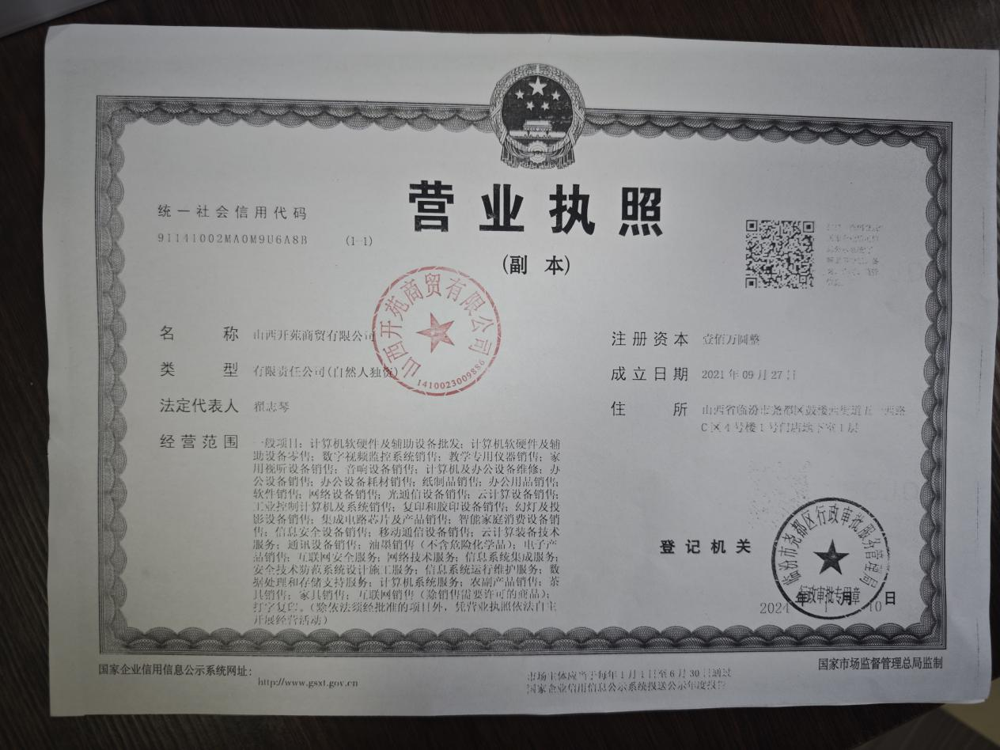 营业执照
(副 本)
统一社会信用代码
91141002MA0M9U6A8B (1-1)
名 称 山西开苑商贸有限公司
类 型 有限责任公司(自然人独资)
法定代表人 翟志琴
经营范围 一般项目：计算机软硬件及辅助设备批发；计算机软硬件及辅
助设备零售；数字视频监控系统销售；教学专用仪器销售；家
用视听设备销售；音响设备销售；计算机及办公设备维修；办
公设备销售；办公设备耗材销售；纸制品销售；办公用品销售；
软件销售；网络设备销售；光通信设备销售；云计算设备销售；
工业控制计算机及系统销售；复印和胶印设备销售；幻灯及投
影设备销售；集成电路芯片及产品销售；智能家庭消费设备销
售；信息安全设备销售；移动通信设备销售；云计算装备技术
服务；通讯设备销售；油墨销售（不含危险化学品）；电子产
品销售；互联网安全服务；网络技术服务；信息系统集成服务；
安全技术防范系统设计施工服务；信息系统运行维护服务；数
据处理和存储支持服务；计算机系统服务；农副产品销售；茶
具销售；家具销售；互联网销售（除销售需要许可的商品）；
打字复印。（除依法须经批准的项目外，凭营业执照依法自主
开展经营活动）
山西开苑商贸有限公司
1410023009886
注册资本 壹佰万圆整
成立日期 2021年09月27日
住 所 山西省临汾市尧都区鼓楼西街道五一西路
C区4号楼1号门店地下室1层
登记机关
临汾市尧都区行政审批服务管理局
行政审批专用章
2024 年 1 月 10 日
国家企业信用信息公示系统网址：
http://www.gsxt.gov.cn
市场主体应当于每年1月1日至6月30日通过
国家企业信用信息公示系统报送公示年度报告
国家市场监督管理总局监制